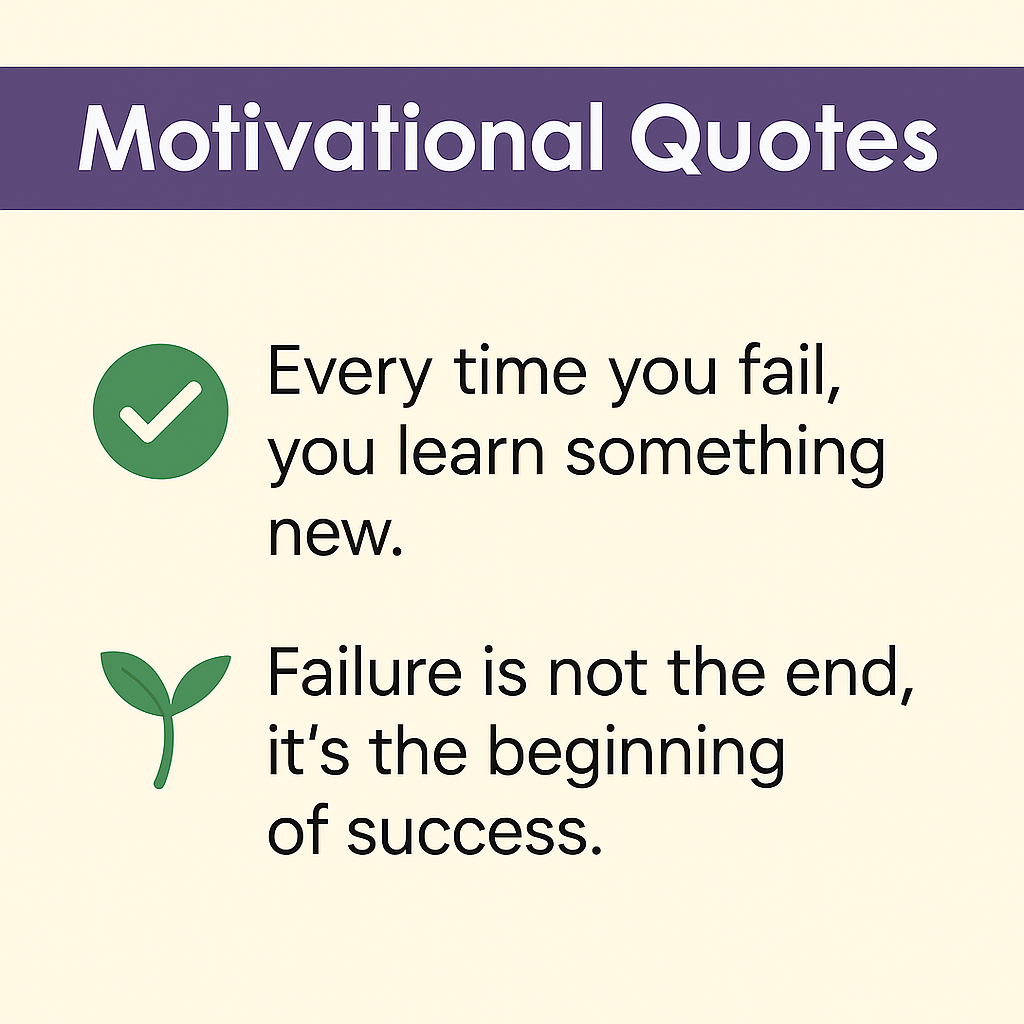 Motivational Quotes
Every time you fail,
you learn something
new.
Failure is not the end,
it's the beginning
of success.